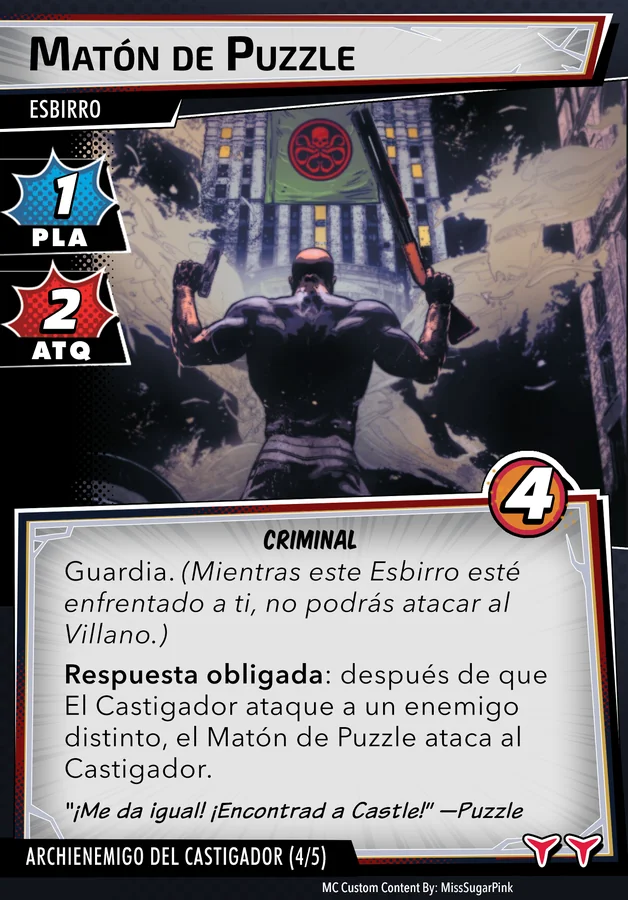 Matón de Puzzle
ESBIRRO
1
PLA
2
ATQ
4
CRIMINAL
Guardia. (Mientras este Esbirro esté
enfrentado a ti, no podrás atacar al
Villano.)
Respuesta obligada: después de que
El Castigador ataque a un enemigo
distinto, el Matón de Puzzle ataca al
Castigador.
"¡Me da igual! ¡Encontrad a Castle!" —Puzzle
ARCHIENEMIGO DEL CASTIGADOR (4/5)
MC Custom Content By: MissSugarPink